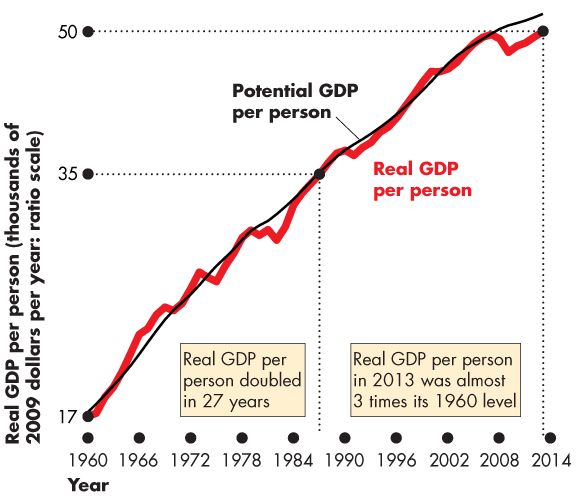 Real GDP per person (thousands of
2009 dollars per year: ratio scale)
50
35
17
Potential GDP
per person
Real GDP
per person
Real GDP per
person doubled
in 27 years
Real GDP per person
in 2013 was almost
3 times its 1960 level
1960 1966 1972 1978 1984 1990 1996 2002 2008 2014
Year